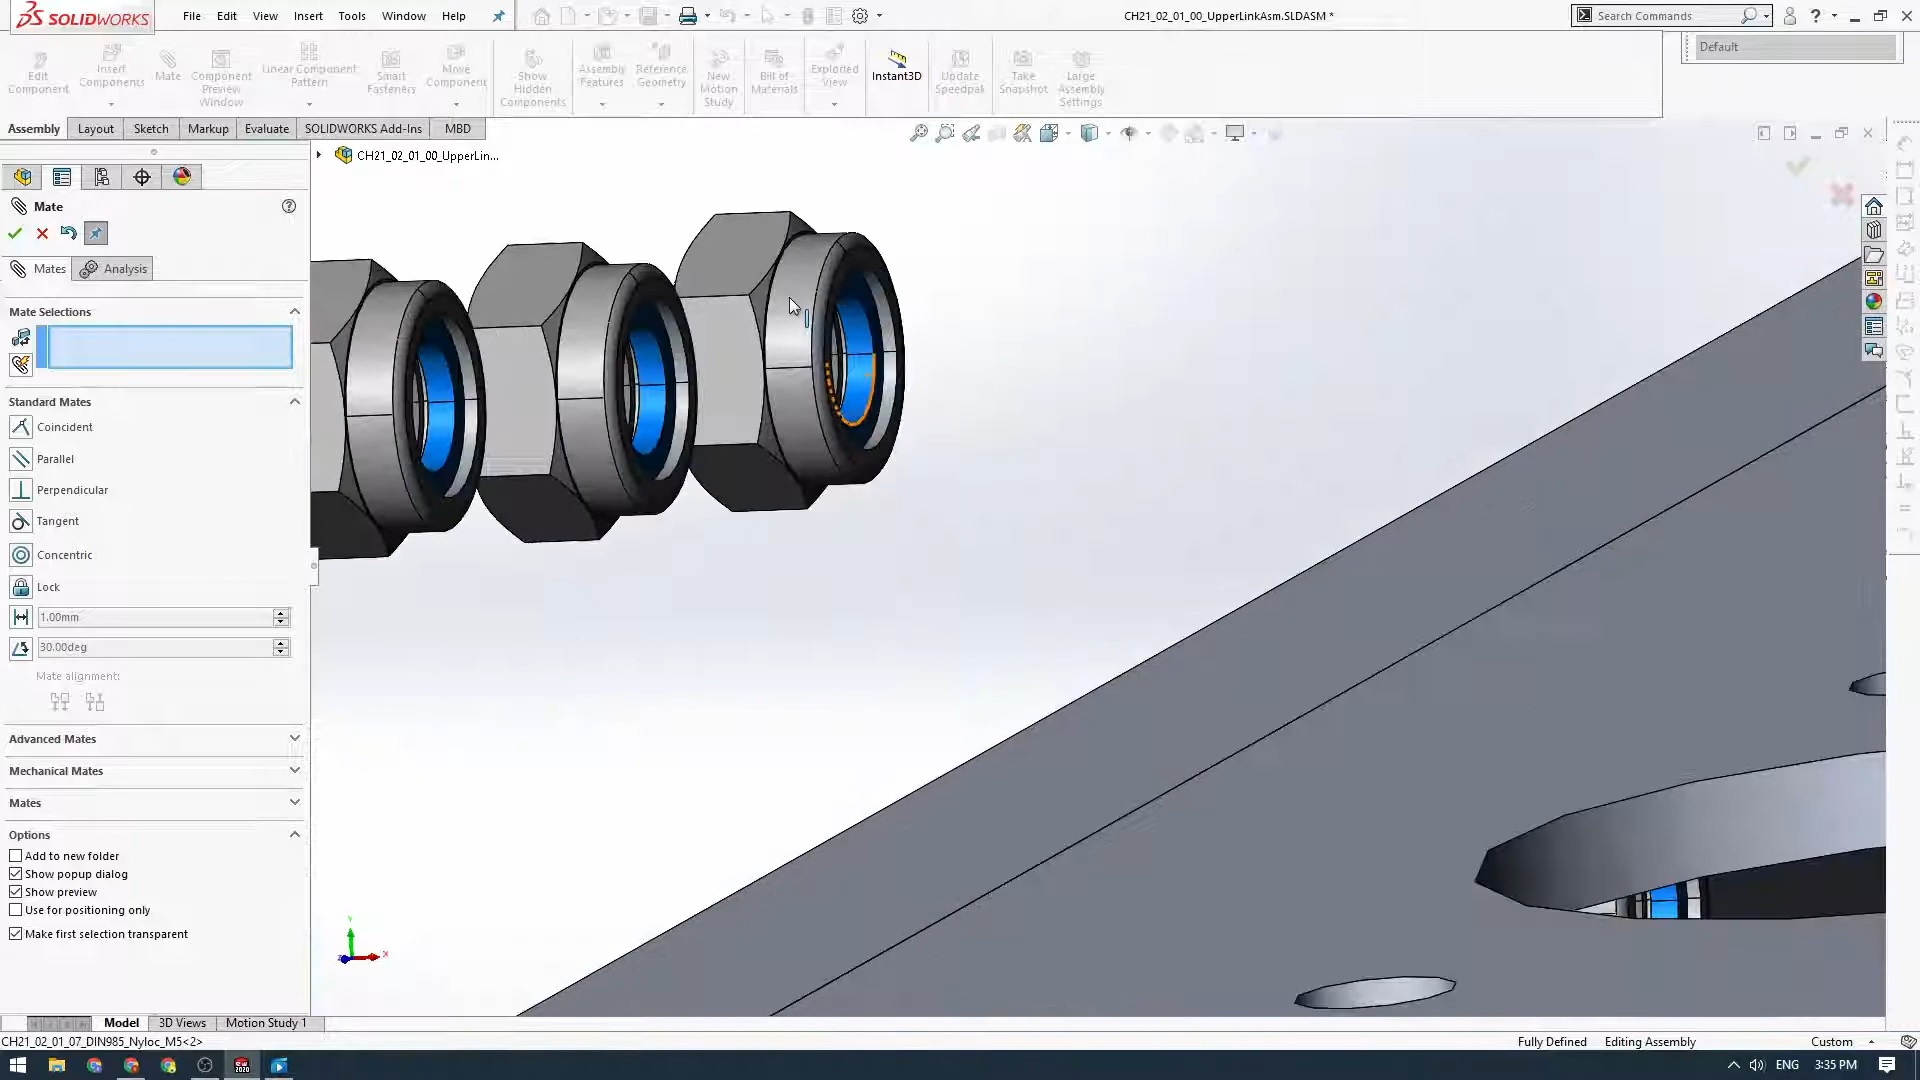 SOLIDWORKS File Edit View Insert Tools Window Help CH21_02_01_00_UpperLinkAsm.SLDASM * Search Commands
Default
Edit Component
Insert Components
Mate
Component Preview Window
Linear Component Pattern
Smart Fasteners
Move Component
Show Hidden Components
Assembly Features
Reference Geometry
New Motion Study
Bill of Materials
Exploded View
Instant3D
Update Speedpak
Take Snapshot
Large Assembly Settings
Assembly Layout Sketch Markup Evaluate SOLIDWORKS Add-Ins MBD
CH21_02_01_00_UpperLin...
Mate
Mates Analysis
Mate Selections
Standard Mates
Coincident
Parallel
Perpendicular
Tangent
Concentric
Lock
1.00mm
30.00deg
Mate alignment:
Advanced Mates
Mechanical Mates
Mates
Options
Add to new folder
Show popup dialog
Show preview
Use for positioning only
Make first selection transparent
Y
X
Z
Model 3D Views Motion Study 1
CH21_02_01_07_DIN985_Nyloc_M5<2> Fully Defined Editing Assembly Custom
ENG 3:35 PM